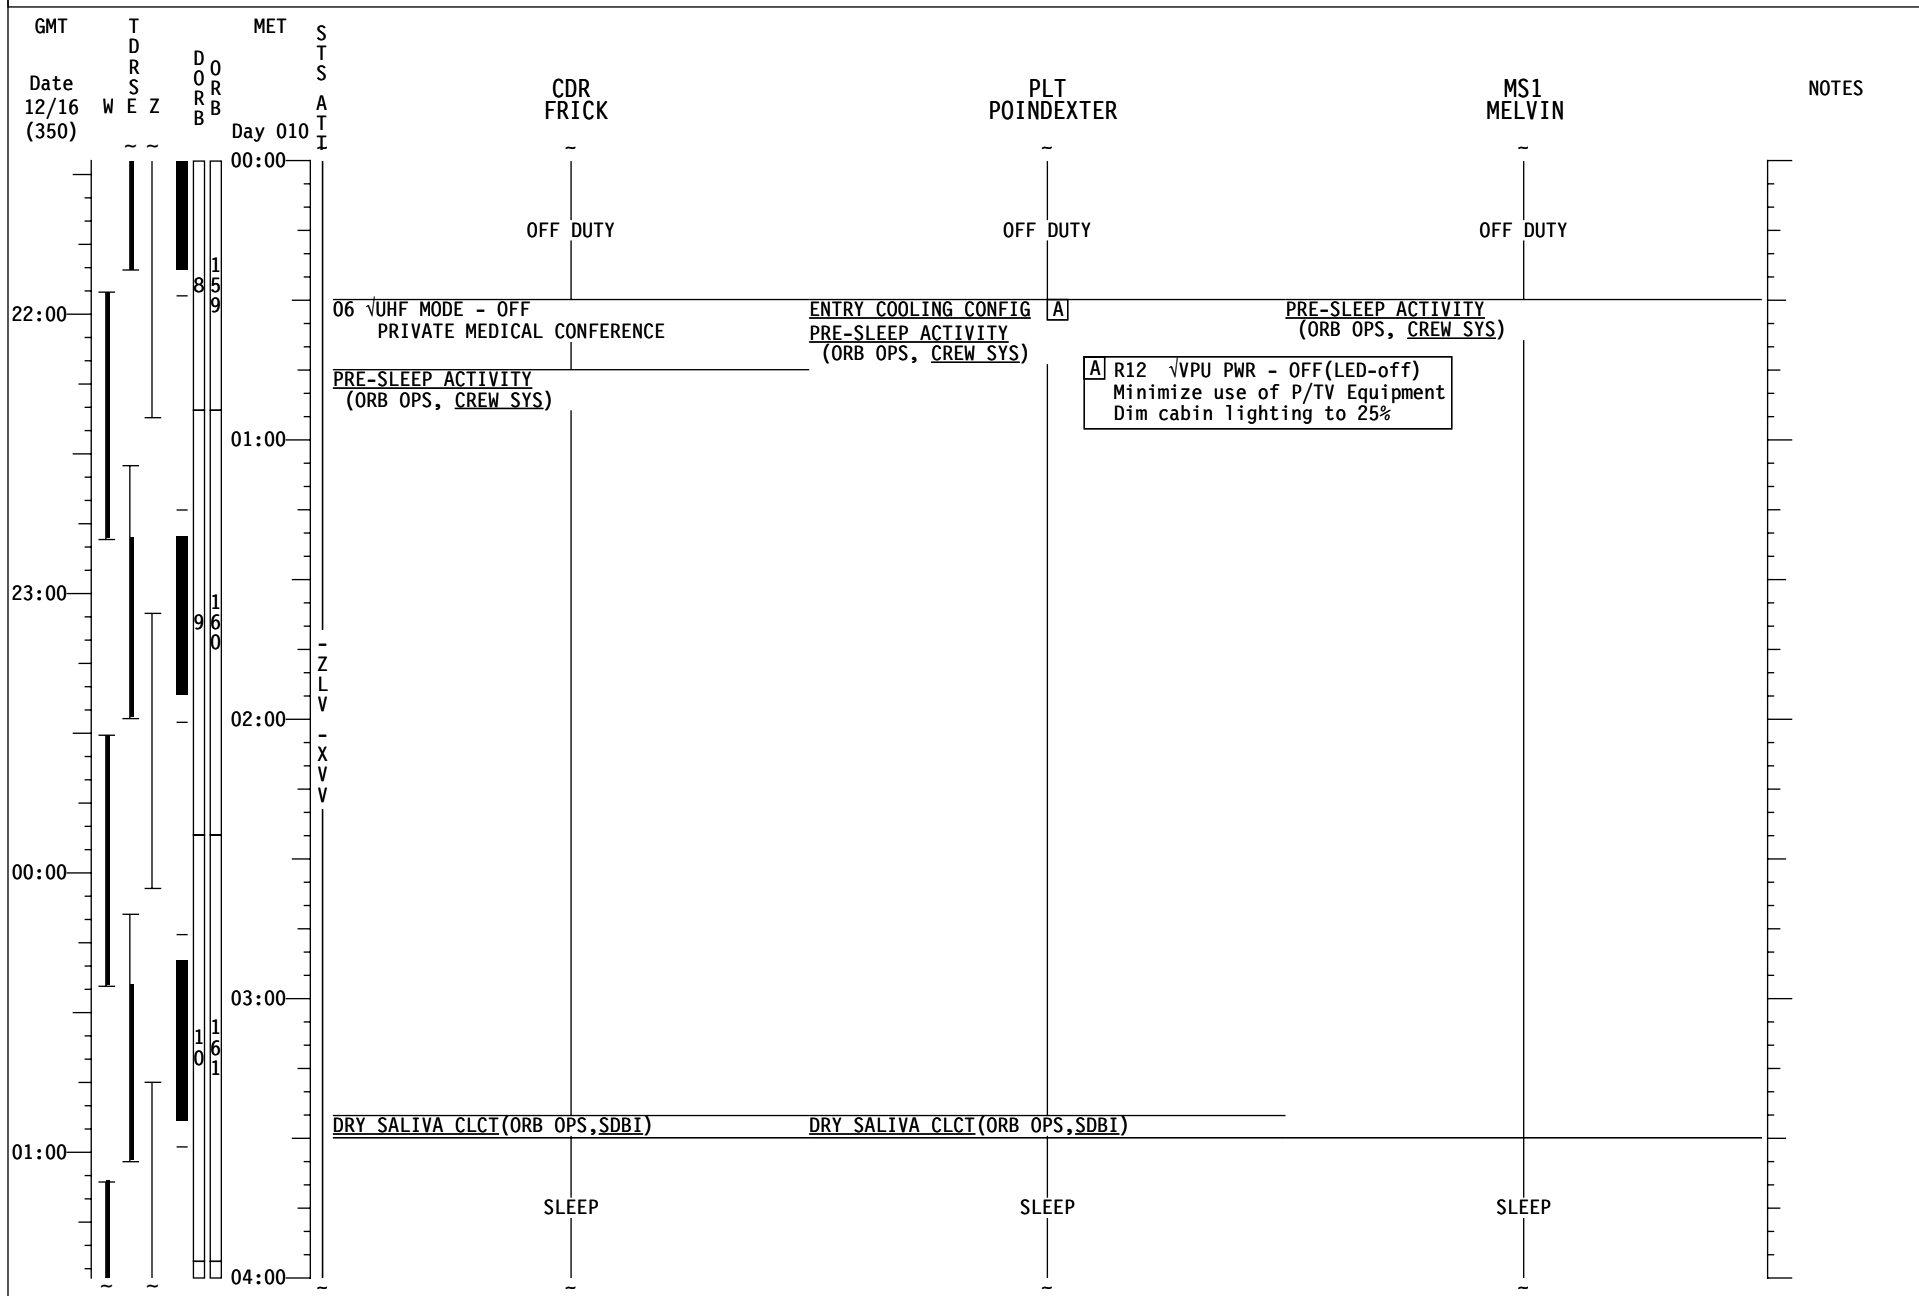 GMT
TDRS
MET
STS ATT
DORB
ORB
Date
12/16
(350)
W E Z
Day 010
CDR
FRICK
PLT
POINDEXTER
MS1
MELVIN
NOTES
~ ~ ~ ~ ~
00:00
OFF DUTY
OFF DUTY
OFF DUTY
8
159
22:00
06 √UHF MODE - OFF
PRIVATE MEDICAL CONFERENCE
ENTRY COOLING CONFIG A
PRE-SLEEP ACTIVITY
(ORB OPS, CREW SYS)
PRE-SLEEP ACTIVITY
(ORB OPS, CREW SYS)
PRE-SLEEP ACTIVITY
(ORB OPS, CREW SYS)
A R12 √VPU PWR - OFF(LED-off)
Minimize use of P/TV Equipment
Dim cabin lighting to 25%
01:00
23:00
9
160
-ZLV -XVV
02:00
00:00
03:00
10
161
DRY SALIVA CLCT(ORB OPS,SDBI)
DRY SALIVA CLCT(ORB OPS,SDBI)
01:00
SLEEP
SLEEP
SLEEP
04:00
~ ~ ~ ~ ~ ~